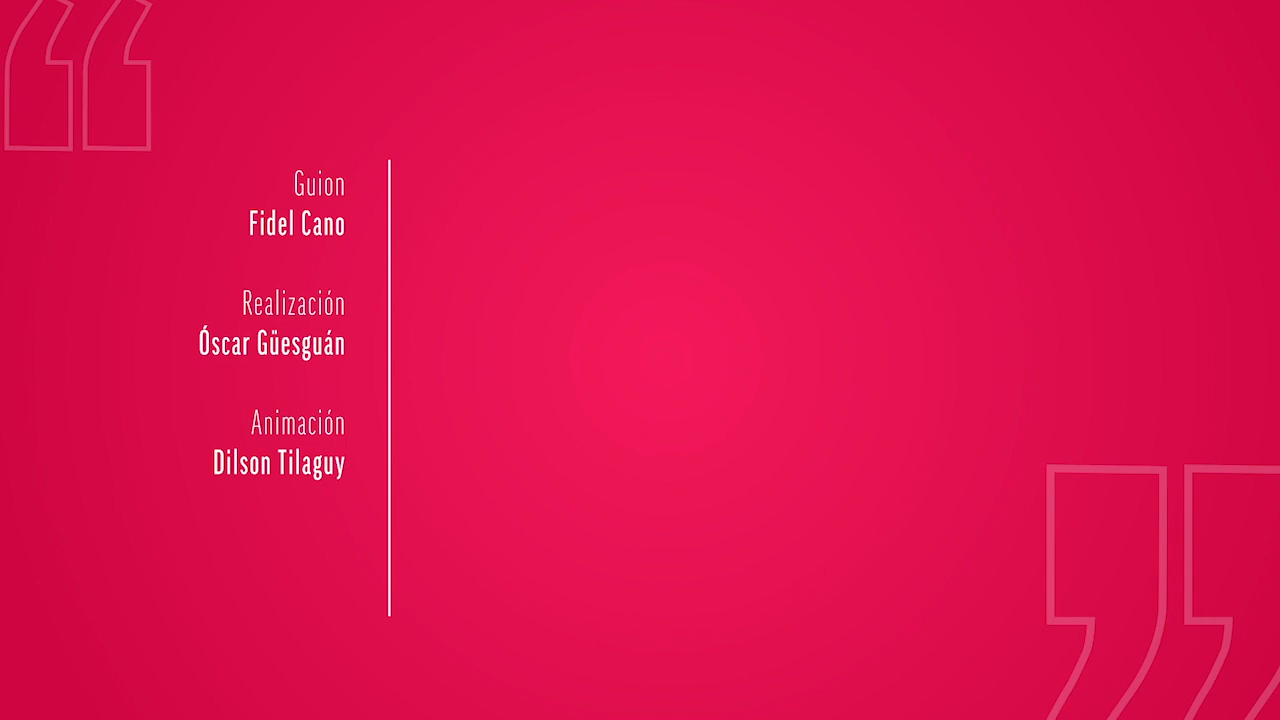 Guion
Fidel Cano
Realización
Óscar Güesguán
Animación
Dilson Tilaguy